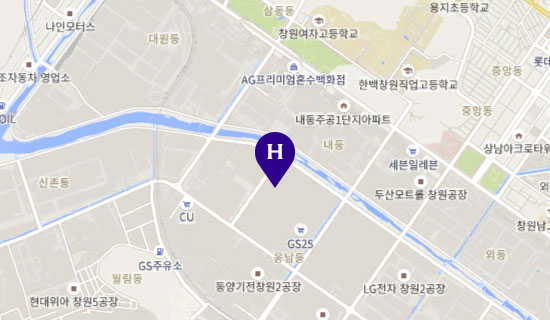 용지초등학교
나인모터스
삼동동
창원여자고등학교
대원동
롯데
조자동차 영업소
AG프리미엄혼수백화점
한백창원직업고등학교
중앙동
OIL
내동주공1단지아파트
중앙동
내동
상남아크로타워
H
세븐일레븐
신촌동
두산모트롤 창원공장
CU
창원남고
GS25
외동
GS주유소
웅남동
월림동
동양기전창원2공장
LG전자 창원2공장
현대위아 창원5공장